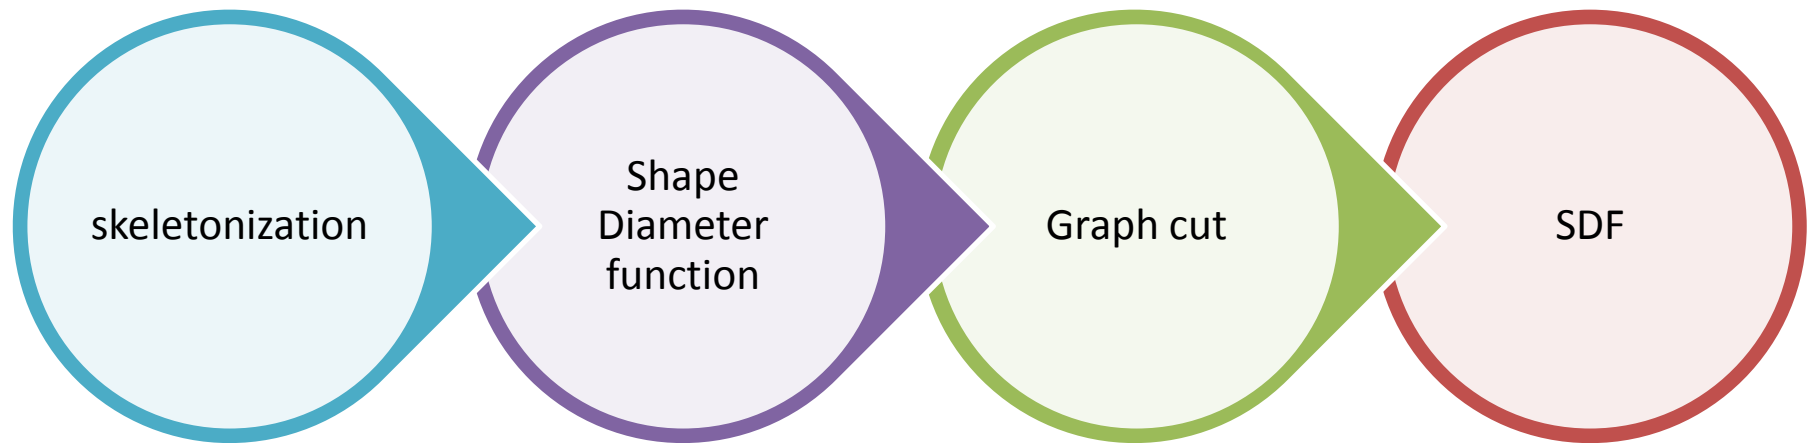 skeletonization
Shape
Diameter
function
Graph cut
SDF